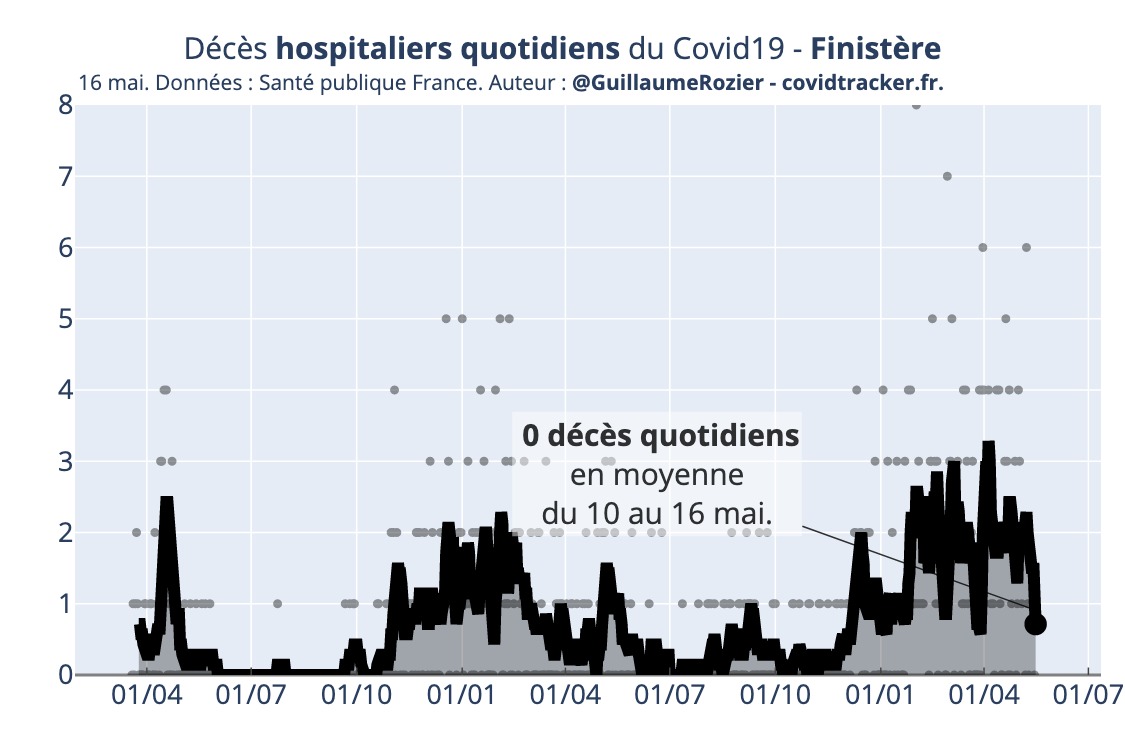 Décès hospitaliers quotidiens du Covid19 - Finistère
16 mai. Données : Santé publique France. Auteur : @GuillaumeRozier - covidtracker.fr.
8
7
6
5
4
3
2
1
0
0 décès quotidiens
en moyenne
du 10 au 16 mai.
01/04 01/07 01/10 01/01 01/04 01/07 01/10 01/01 01/04 01/07